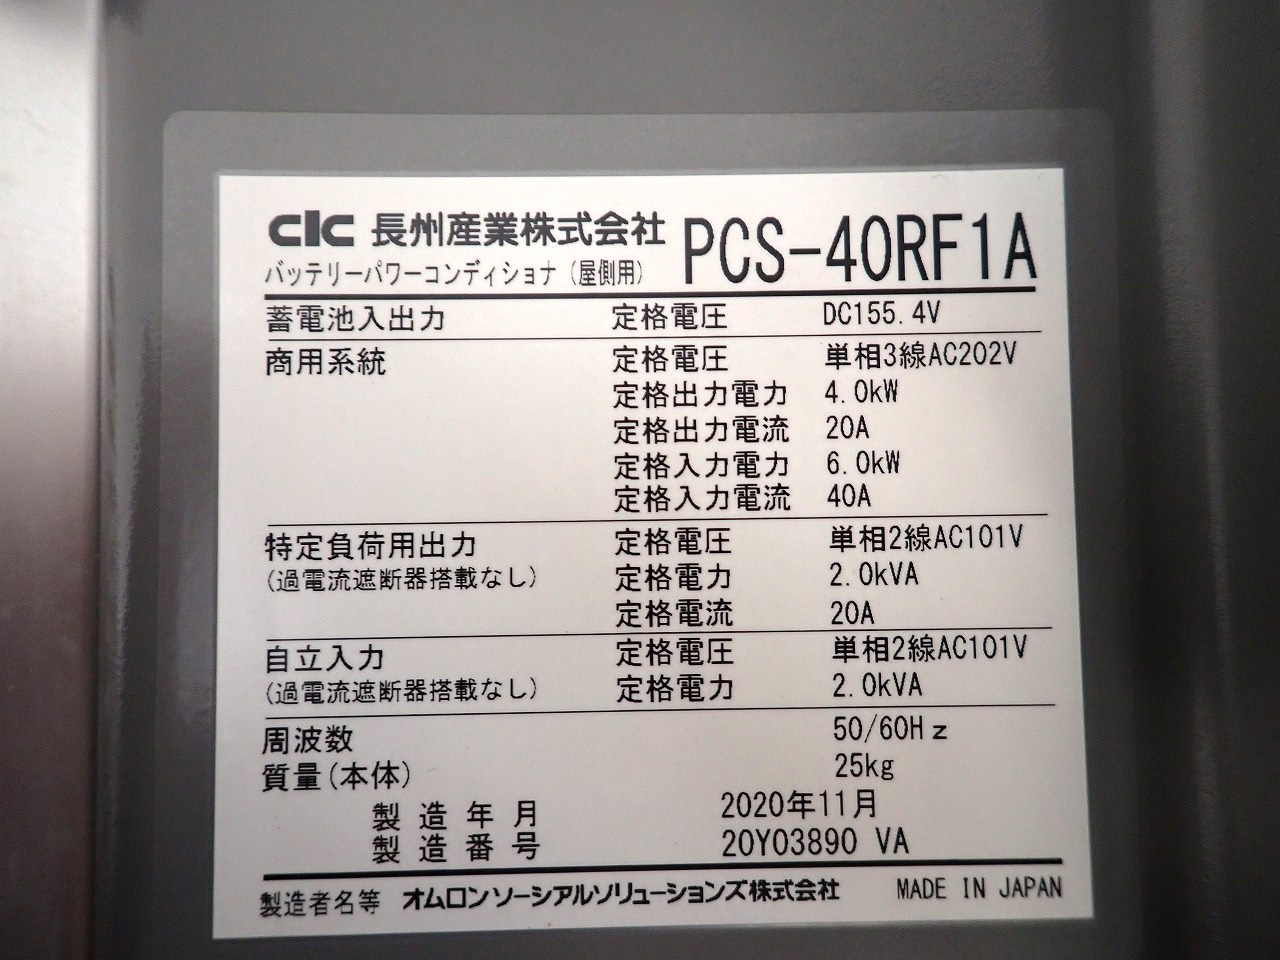 CIC 長州産業株式会社 PCS-40RF1A
バッテリーパワーコンディショナ (屋側用)
蓄電池入出力 定格電圧 DC155.4V
商用系統 定格電圧 単相3線AC202V
定格出力電力 4.0kW
定格出力電流 20A
定格入力電力 6.0kW
定格入力電流 40A
特定負荷用出力 定格電圧 単相2線AC101V
(過電流遮断器搭載なし) 定格電力 2.0kVA
定格電流 20A
自立入力 定格電圧 単相2線AC101V
(過電流遮断器搭載なし) 定格電力 2.0kVA
周波数 50/60Hz
質量(本体) 25kg
製造年月 2020年11月
製造番号 20Y03890 VA
製造者名等 オムロンソーシアルソリューションズ株式会社 MADE IN JAPAN